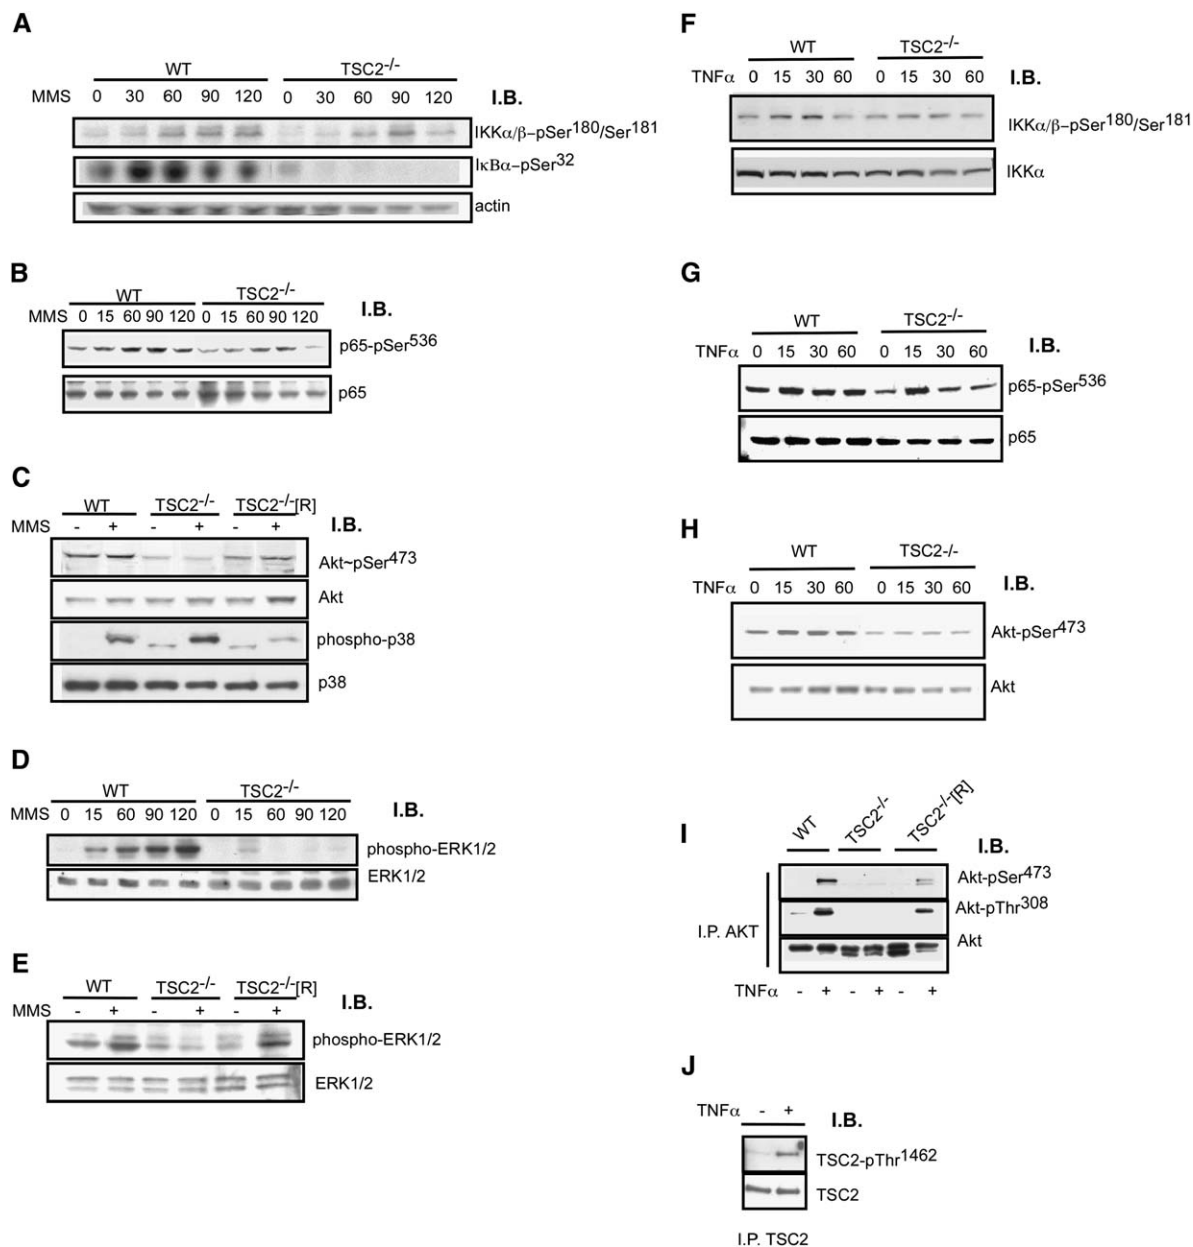 A
WT TSC2-/-
MMS 0 30 60 90 120 0 30 60 90 120 I.B.
IKKα/β–pSer180/Ser181
IκBα–pSer32
actin
B
WT TSC2-/-
MMS 0 15 60 90 120 0 15 60 90 120 I.B.
p65-pSer536
p65
C
WT TSC2-/- TSC2-/-[R]
MMS - + - + - + I.B.
Akt~pSer473
Akt
phospho-p38
p38
D
WT TSC2-/-
MMS 0 15 60 90 120 0 15 60 90 120 I.B.
phospho-ERK1/2
ERK1/2
E
WT TSC2-/- TSC2-/-[R]
MMS - + - + - + I.B.
phospho-ERK1/2
ERK1/2
F
WT TSC2-/-
TNFα 0 15 30 60 0 15 30 60 I.B.
IKKα/β–pSer180/Ser181
IKKα
G
WT TSC2-/-
TNFα 0 15 30 60 0 15 30 60 I.B.
p65-pSer536
p65
H
WT TSC2-/-
TNFα 0 15 30 60 0 15 30 60 I.B.
Akt-pSer473
Akt
I
WT TSC2-/- TSC2-/-[R] I.B.
Akt-pSer473
Akt-pThr308
I.P. AKT
Akt
TNFα - + - + - +
J
TNFα - + I.B.
TSC2-pThr1462
TSC2
I.P. TSC2